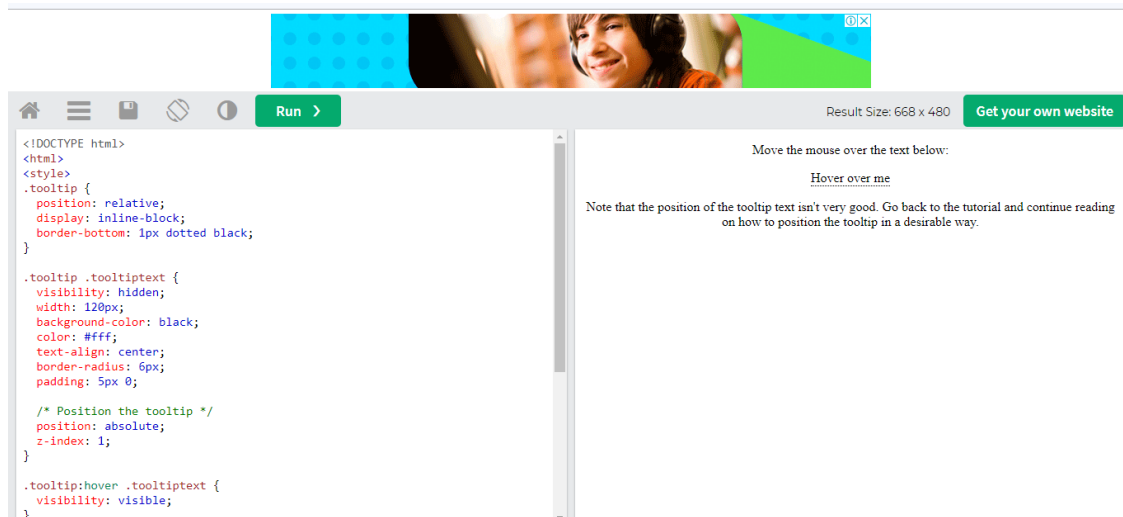 Run ❯
Result Size: 668 x 480
Get your own website
<!DOCTYPE html>
<html>
<style>
.tooltip {
  position: relative;
  display: inline-block;
  border-bottom: 1px dotted black;
}
.tooltip .tooltiptext {
  visibility: hidden;
  width: 120px;
  background-color: black;
  color: #fff;
  text-align: center;
  border-radius: 6px;
  padding: 5px 0;
  /* Position the tooltip */
  position: absolute;
  z-index: 1;
}
.tooltip:hover .tooltiptext {
  visibility: visible;
}
Move the mouse over the text below:
Hover over me
Note that the position of the tooltip text isn't very good. Go back to the tutorial and continue reading
on how to position the tooltip in a desirable way.